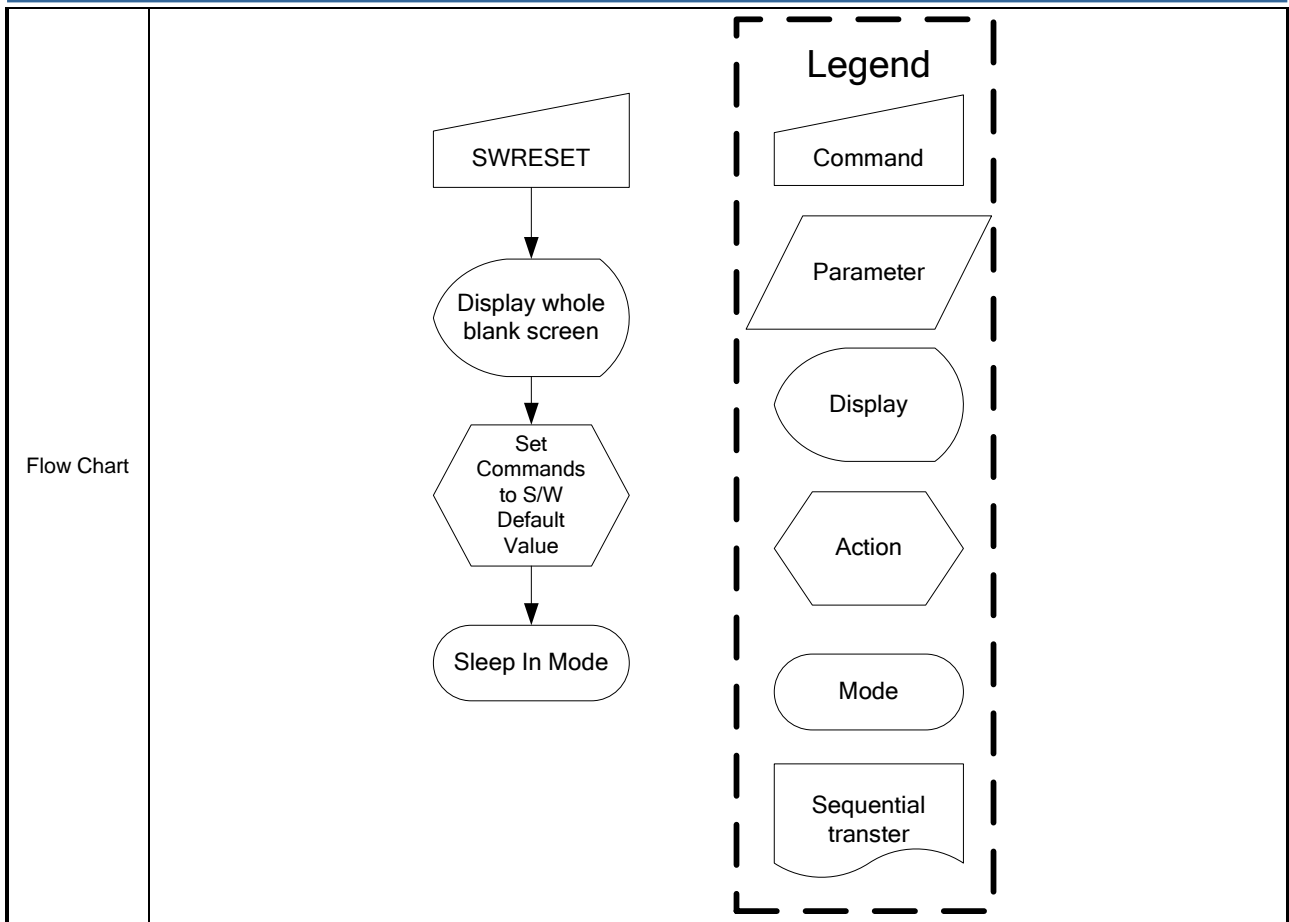 Flow Chart
SWRESET
Display whole
blank screen
Set
Commands
to S/W
Default
Value
Sleep In Mode
Legend
Command
Parameter
Display
Action
Mode
Sequential
transter